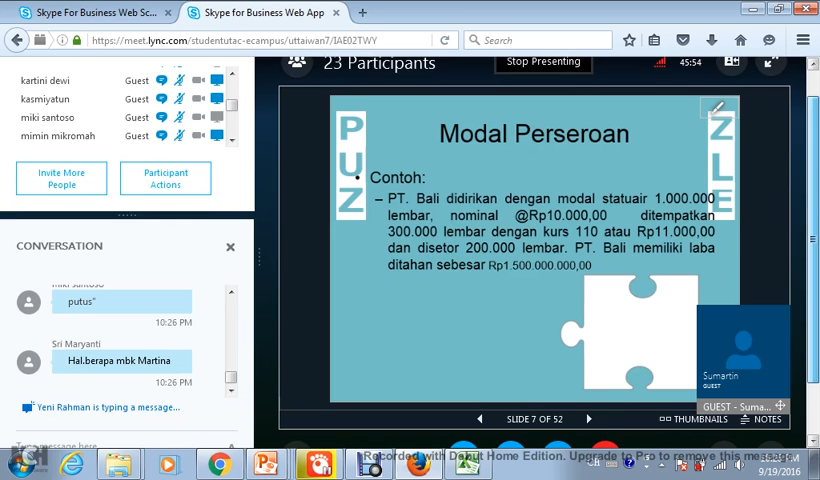 Skype For Business Web Sc...
Skype for Business Web App
https://meet.lync.com/studentutac-ecampus/uttaiwan7/IAE02TWY
Search
23 Participants
Stop Presenting
45:54
kartini dewi Guest
kasmiyatun Guest
miki santoso Guest
mimin mikromah Guest
Invite More People
Participant Actions
CONVERSATION
putus"
10:26 PM
Sri Maryanti
Hal.berapa mbk Martina
10:26 PM
Yeni Rahman is typing a message...
PUZ
ZLE
Modal Perseroan
• Contoh:
– PT. Bali didirikan dengan modal statuair 1.000.000
lembar, nominal @Rp10.000,00 ditempatkan
300.000 lembar dengan kurs 110 atau Rp11.000,00
dan disetor 200.000 lembar. PT. Bali memiliki laba
ditahan sebesar Rp1.500.000.000,00
Sumartin
GUEST
GUEST - Suma...
SLIDE 7 OF 52
THUMBNAILS
NOTES
Recorded with Debut Home Edition. Upgrade to Pro to remove this message
CH
9/19/2016